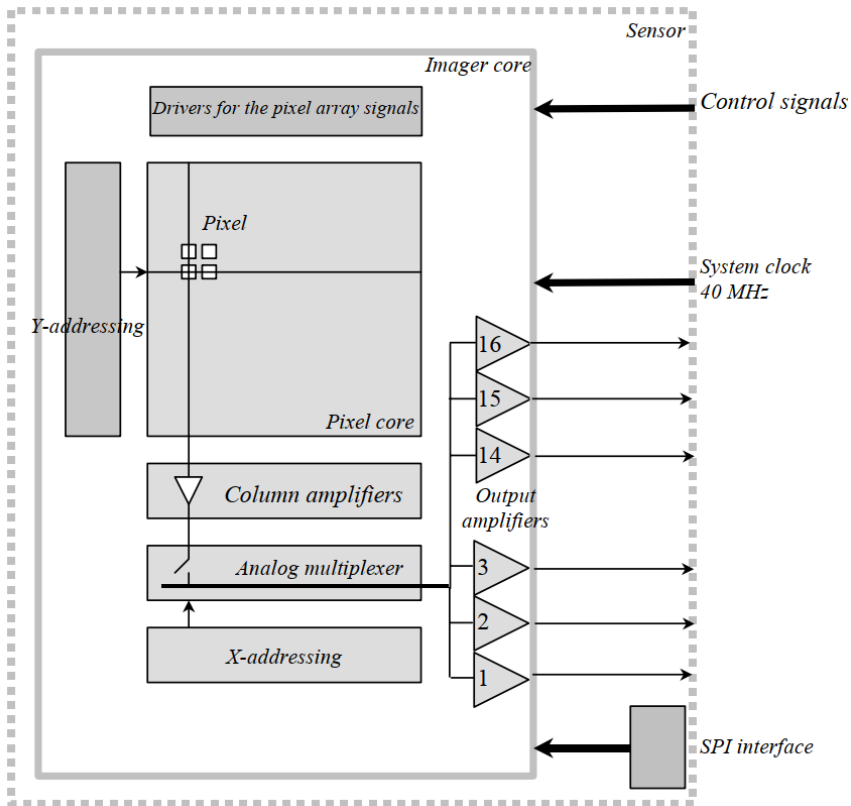 Sensor
Imager core
Drivers for the pixel array signals
Control signals
Pixel
System clock
40 MHz
Y-addressing
16
15
Pixel core
14
Column amplifiers
Output
amplifiers
Analog multiplexer
3
2
X-addressing
1
SPI interface